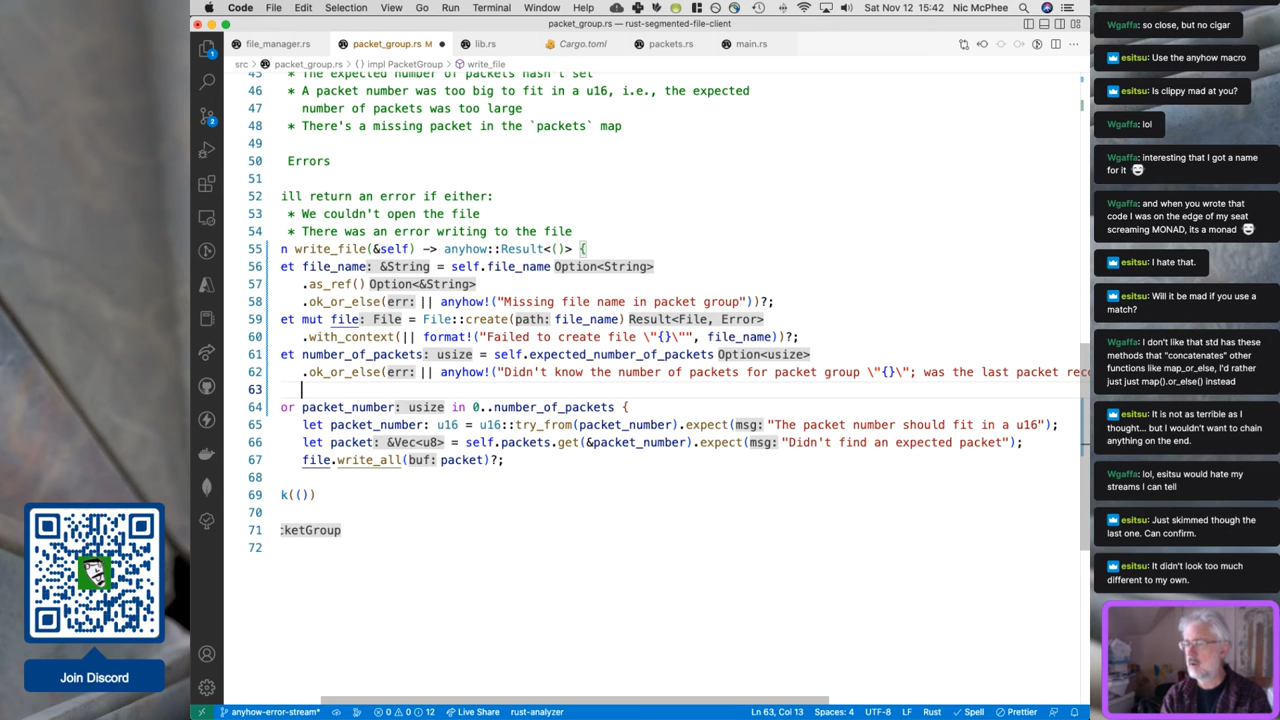 Code File Edit Selection View Go Run Terminal Window Help Sat Nov 12 15:42 Nic McPhee
packet_group.rs — rust-segmented-file-client
file_manager.rs packet_group.rs M lib.rs Cargo.toml packets.rs main.rs
src > packet_group.rs > {} impl PacketGroup > write_file
45 * The expected number of packets hasn't set
46 * A packet number was too big to fit in a u16, i.e., the expected
47 number of packets was too large
48 * There's a missing packet in the `packets` map
49
50 Errors
51
52 ill return an error if either:
53 * We couldn't open the file
54 * There was an error writing to the file
55 n write_file(&self) -> anyhow::Result<()> {
56 et file_name: &String = self.file_name Option<String>
57 .as_ref() Option<&String>
58 .ok_or_else(err: || anyhow!("Missing file name in packet group"))?;
59 et mut file: File = File::create(path: file_name) Result<File, Error>
60 .with_context(|| format!("Failed to create file \"{}\"", file_name))?;
61 et number_of_packets: usize = self.expected_number_of_packets Option<usize>
62 .ok_or_else(err: || anyhow!("Didn't know the number of packets for packet group \"{}\"; was the last packet rec
63
64 or packet_number: usize in 0..number_of_packets {
65 let packet_number: u16 = u16::try_from(packet_number).expect(msg: "The packet number should fit in a u16");
66 let packet: &Vec<u8> = self.packets.get(&packet_number).expect(msg: "Didn't find an expected packet");
67 file.write_all(buf: packet)?;
68
69 k(())
70
71 cketGroup
72
anyhow-error-stream* 0 0 12 Live Share rust-analyzer Ln 63, Col 13 Spaces: 4 UTF-8 LF Rust Spell Prettier
Join Discord
Wgaffa: so close, but no cigar
esitsu: Use the anyhow macro
esitsu: Is clippy mad at you?
Wgaffa: lol
Wgaffa: interesting that I got a name
for it
Wgaffa: and when you wrote that
code I was on the edge of my seat
screaming MONAD, its a monad
esitsu: I hate that.
esitsu: Will it be mad if you use a
match?
Wgaffa: I don't like that std has these
methods that "concatenates" other
functions like map_or_else, I'd rather
just just map().or_else() instead
esitsu: It is not as terrible as I
thought... but I wouldn't want to chain
anything on the end.
Wgaffa: lol, esitsu would hate my
streams I can tell
esitsu: Just skimmed though the
last one. Can confirm.
esitsu: It didn't look too much
different to my own.